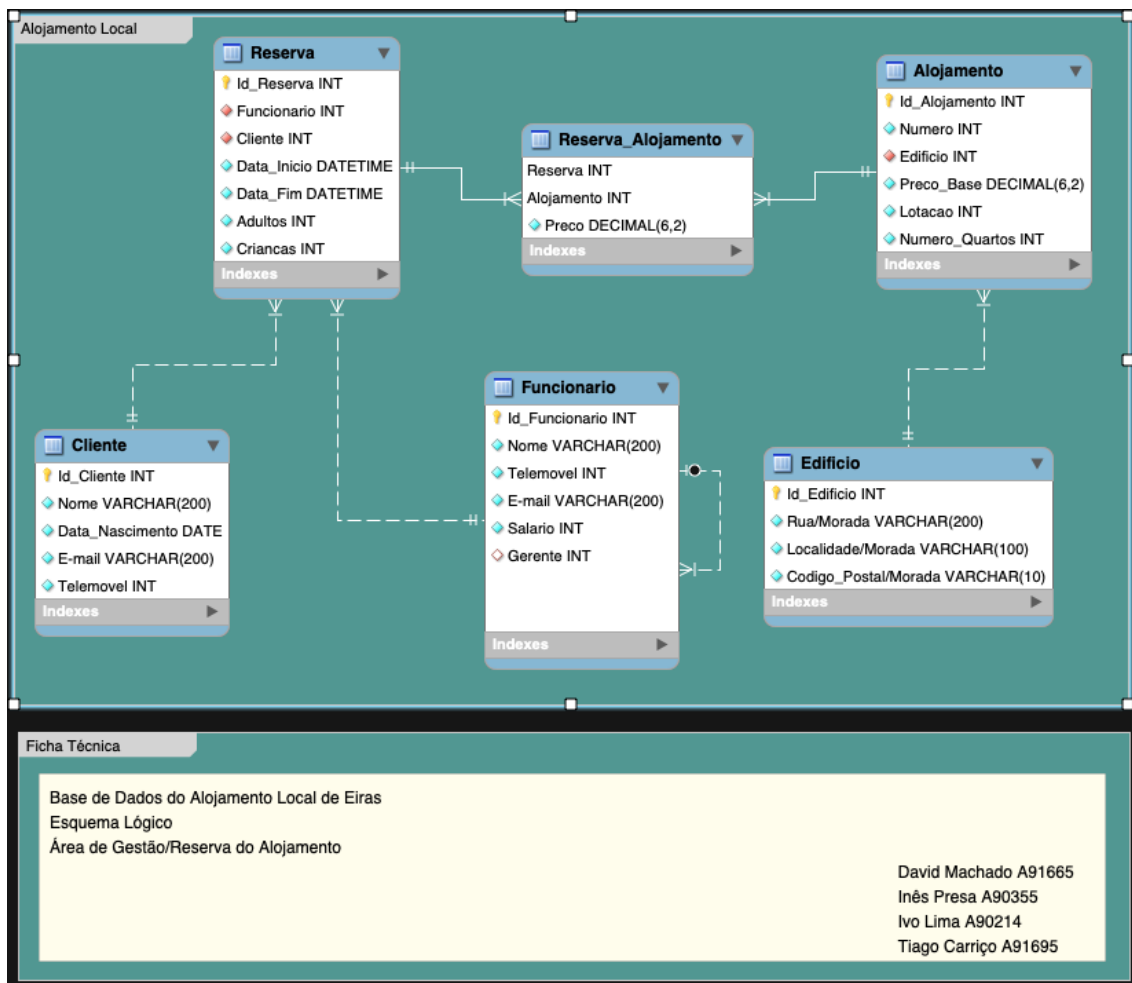 Alojamento Local
Reserva
Id_Reserva INT
Funcionario INT
Cliente INT
Data_Inicio DATETIME
Data_Fim DATETIME
Adultos INT
Criancas INT
Indexes
Reserva_Alojamento
Reserva INT
Alojamento INT
Preco DECIMAL(6,2)
Indexes
Alojamento
Id_Alojamento INT
Numero INT
Edificio INT
Preco_Base DECIMAL(6,2)
Lotacao INT
Numero_Quartos INT
Indexes
Cliente
Id_Cliente INT
Nome VARCHAR(200)
Data_Nascimento DATE
E-mail VARCHAR(200)
Telemovel INT
Indexes
Funcionario
Id_Funcionario INT
Nome VARCHAR(200)
Telemovel INT
E-mail VARCHAR(200)
Salario INT
Gerente INT
Indexes
Edificio
Id_Edificio INT
Rua/Morada VARCHAR(200)
Localidade/Morada VARCHAR(100)
Codigo_Postal/Morada VARCHAR(10)
Indexes
Ficha Técnica
Base de Dados do Alojamento Local de Eiras
Esquema Lógico
Área de Gestão/Reserva do Alojamento
David Machado A91665
Inês Presa A90355
Ivo Lima A90214
Tiago Carriço A91695